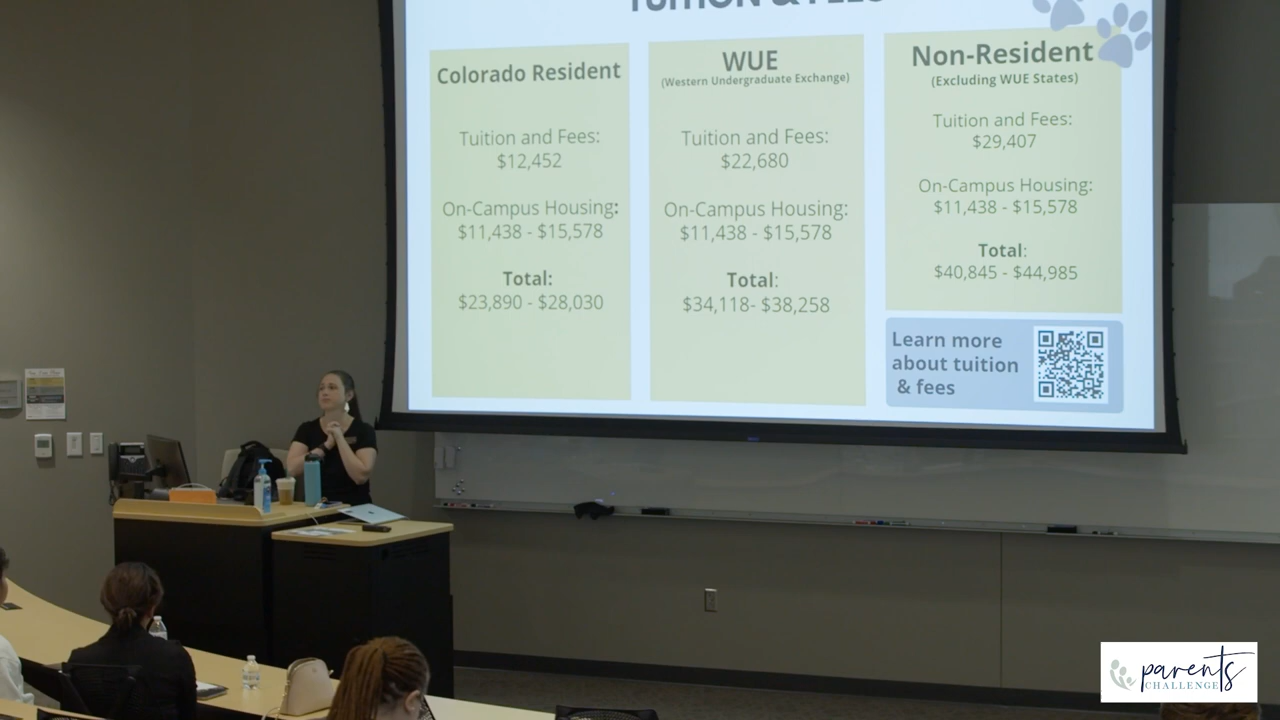 TUITION & FEES
Colorado Resident
Tuition and Fees:
$12,452
On-Campus Housing:
$11,438 - $15,578
Total:
$23,890 - $28,030
WUE
(Western Undergraduate Exchange)
Tuition and Fees:
$22,680
On-Campus Housing:
$11,438 - $15,578
Total:
$34,118- $38,258
Non-Resident
(Excluding WUE States)
Tuition and Fees:
$29,407
On-Campus Housing:
$11,438 - $15,578
Total:
$40,845 - $44,985
Learn more
about tuition
& fees
parents
CHALLENGE